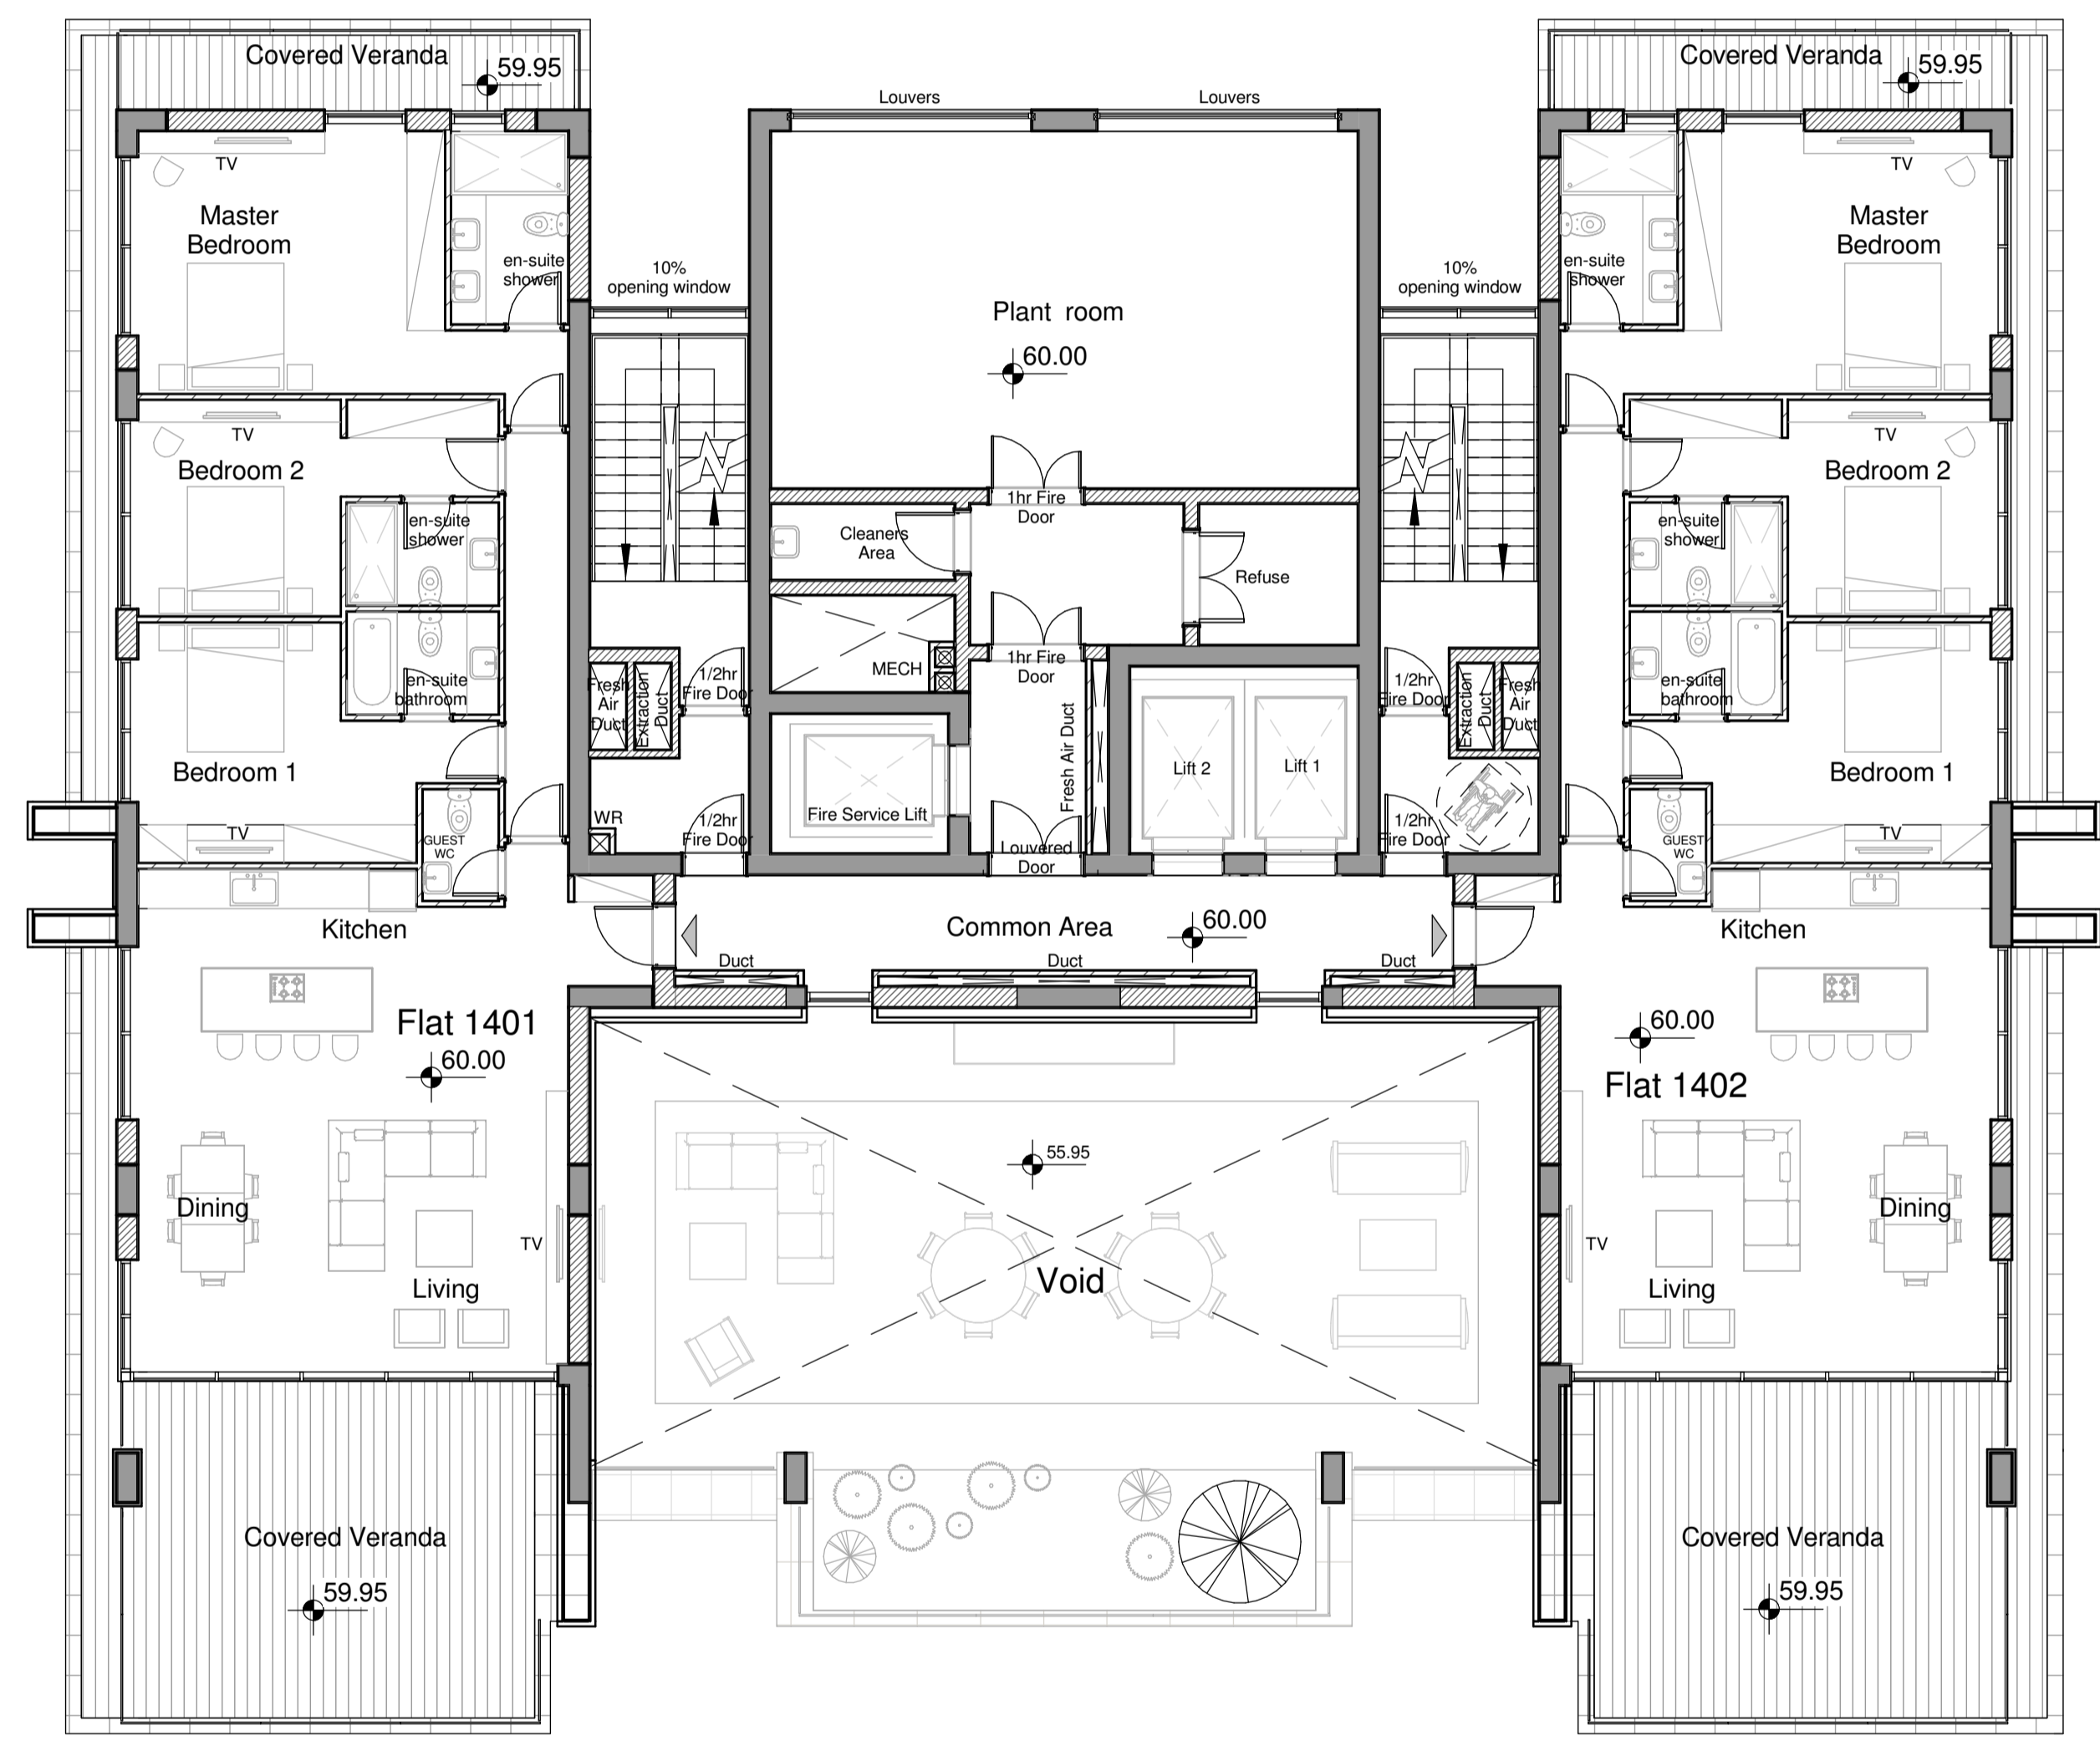 Covered Veranda
59.95
Covered Veranda
59.95
Louvers
Louvers
TV
TV
Master
Bedroom
Master
Bedroom
en-suite
shower
en-suite
shower
10%
opening window
10%
opening window
Plant room
60.00
TV
TV
Bedroom 2
Bedroom 2
1hr Fire
Door
en-suite
shower
en-suite
shower
Cleaners
Area
Refuse
MECH
1hr Fire
Door
1/2hr
Fire Door
1/2hr
Fire Door
Fresh
Air
Duct
Extraction
Duct
Extraction
Duct
Fresh
Air
Duct
en-suite
bathroom
en-suite
bathroom
Fresh Air Duct
Bedroom 1
Lift 2
Lift 1
Bedroom 1
Fire Service Lift
WR
1/2hr
Fire Door
1/2hr
Fire Door
TV
TV
GUEST
WC
GUEST
WC
Louvered
Door
Kitchen
Common Area
60.00
Kitchen
Duct
Duct
Duct
Flat 1401
60.00
60.00
Flat 1402
55.95
Dining
Dining
TV
TV
Living
Void
Living
Covered Veranda
59.95
Covered Veranda
59.95